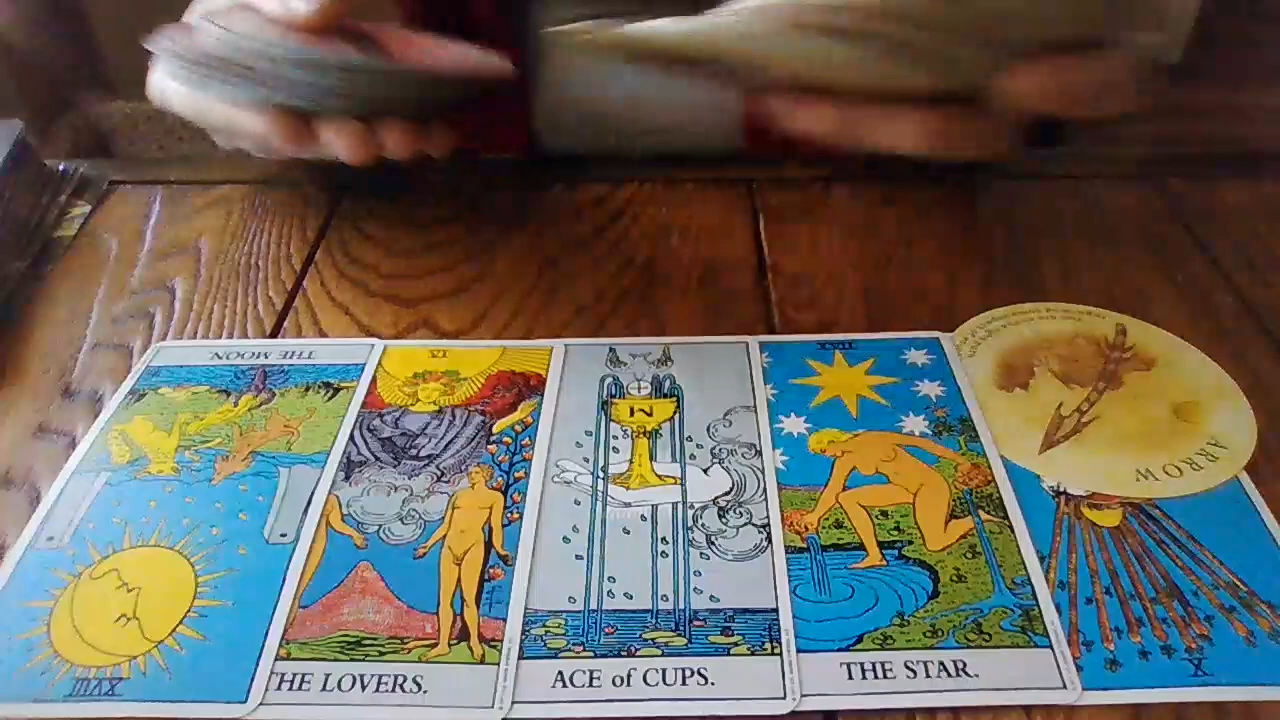 THE MOON
XVIII
VI
THE LOVERS.
ACE of CUPS.
XVII
THE STAR.
ARROW
X